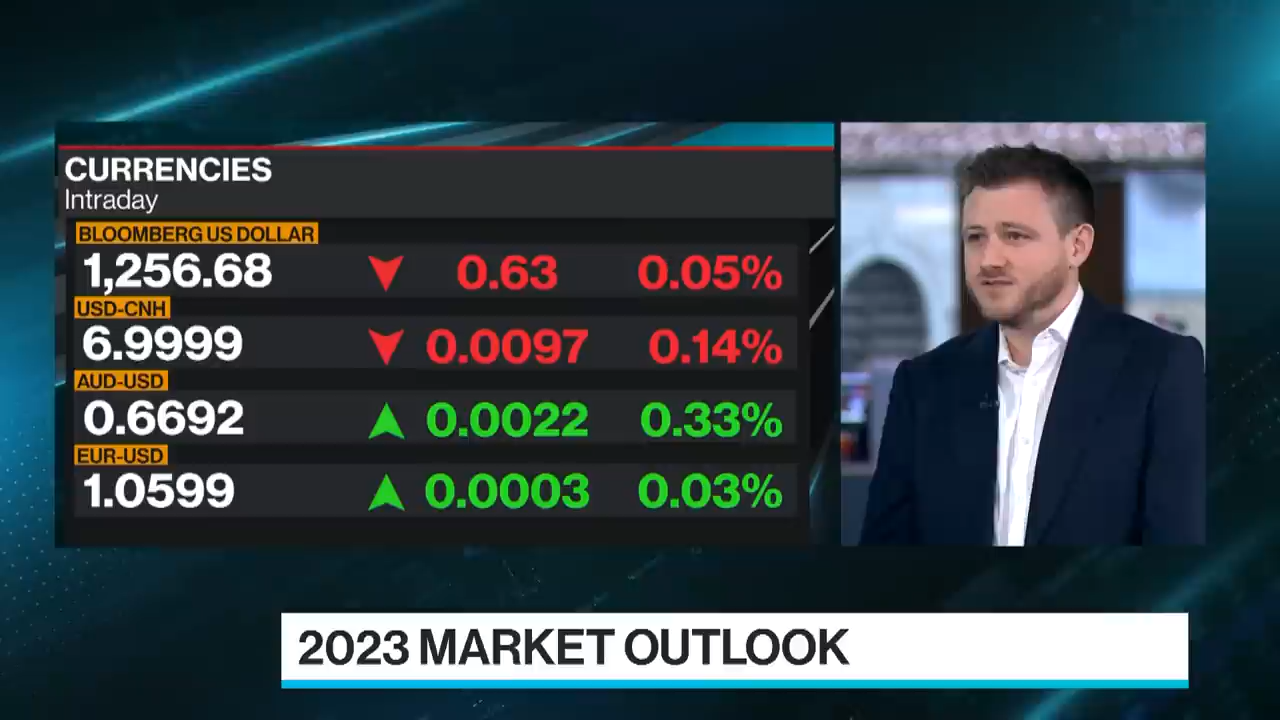 CURRENCIES
Intraday
BLOOMBERG US DOLLAR
1,256.68 0.63 0.05%
USD-CNH
6.9999 0.0097 0.14%
AUD-USD
0.6692 0.0022 0.33%
EUR-USD
1.0599 0.0003 0.03%
2023 MARKET OUTLOOK